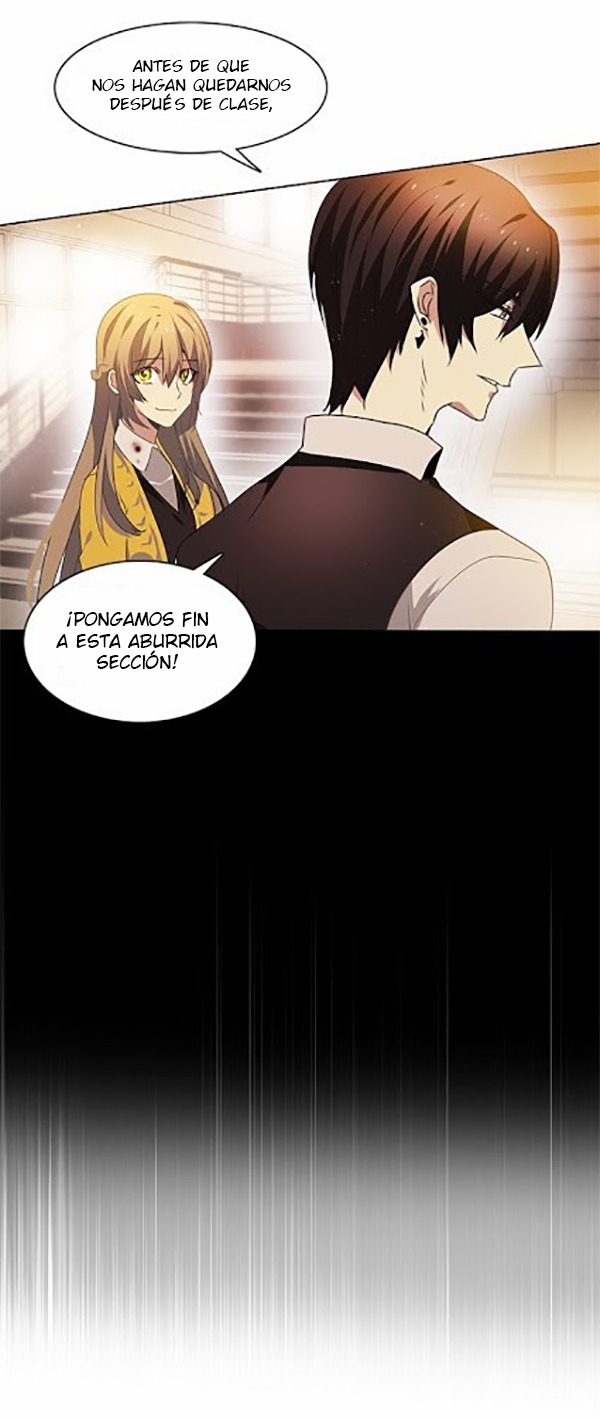 ANTES DE QUE
NOS HAGAN QUEDARNOS
DESPUÉS DE CLASE,
¡PONGAMOS FIN
A ESTA ABURRIDA
SECCIÓN!